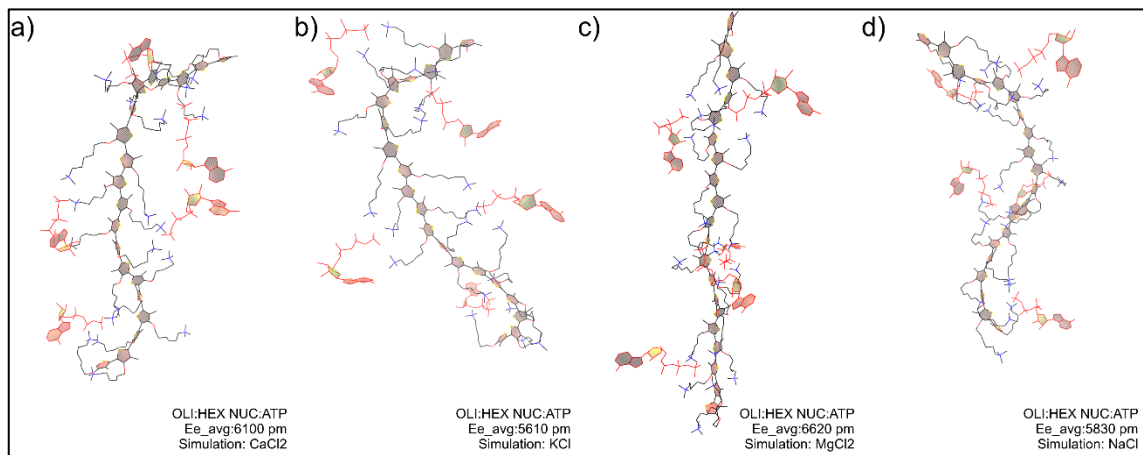 a)
b)
c)
d)
OLI:HEX NUC:ATP
Ee_avg:6100 pm
Simulation: CaCl2
OLI:HEX NUC:ATP
Ee_avg:5610 pm
Simulation: KCl
OLI:HEX NUC:ATP
Ee_avg:6620 pm
Simulation: MgCl2
OLI:HEX NUC:ATP
Ee_avg:5830 pm
Simulation: NaCl